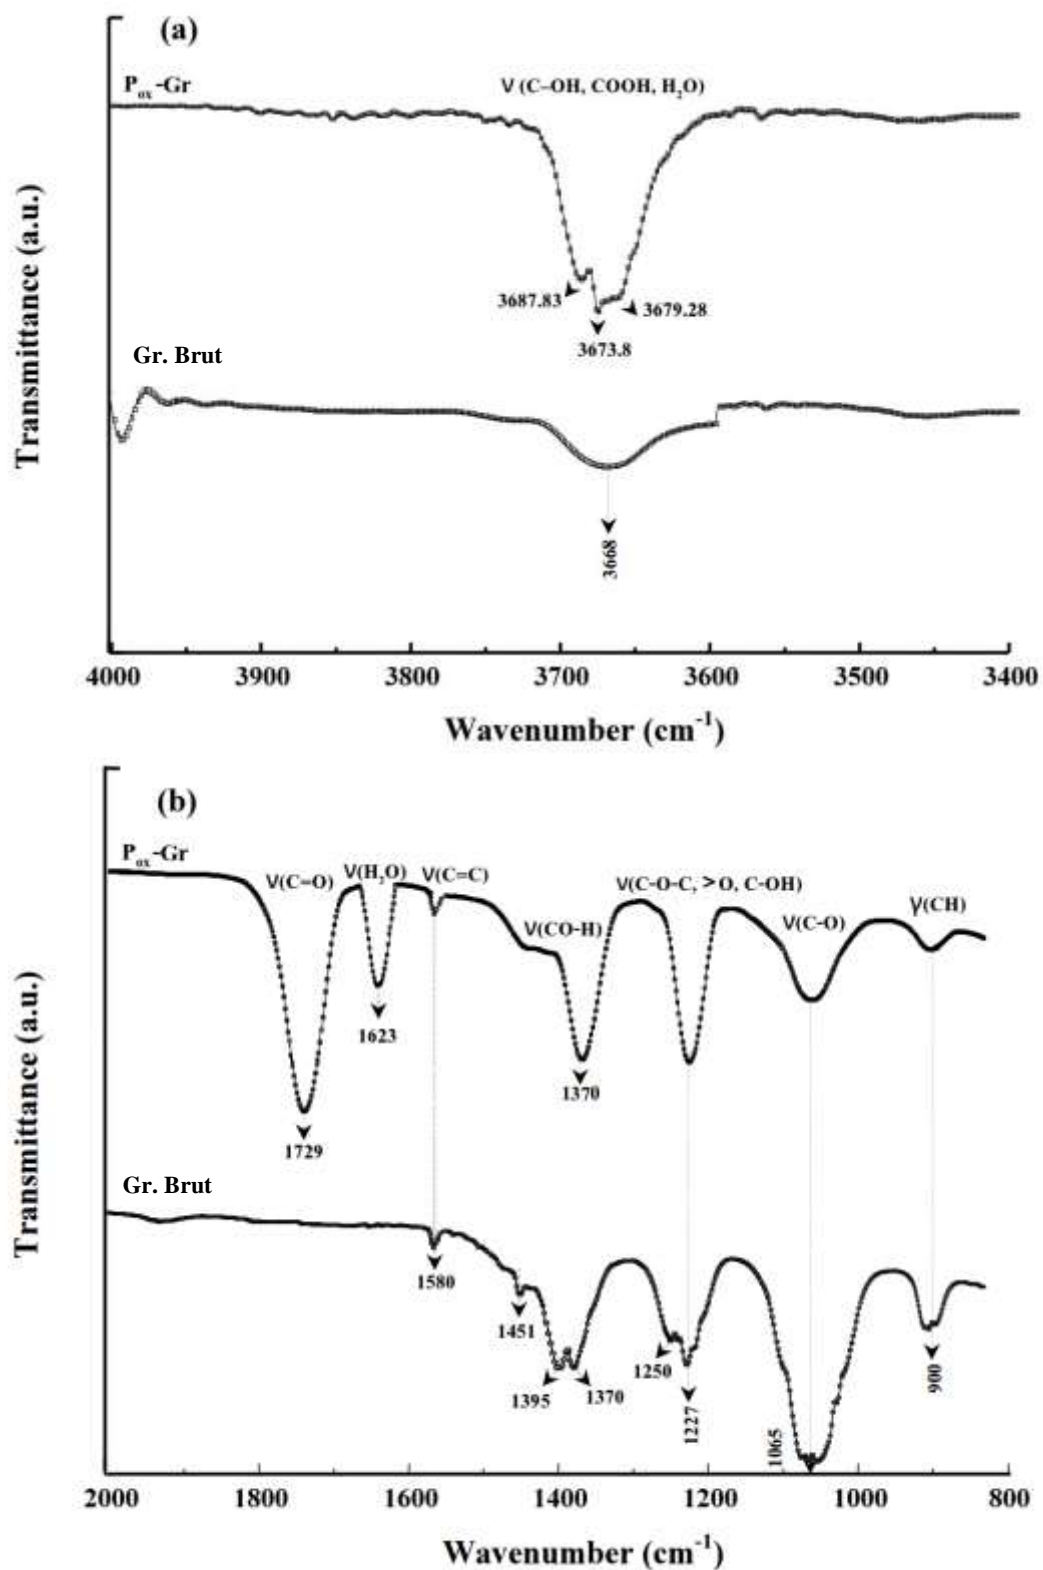 (a)
Pox-Gr
V (C–OH, COOH, H2O)
3687.83
3679.28
3673.8
Gr. Brut
3668
Transmittance (a.u.)
4000 3900 3800 3700 3600 3500 3400
Wavenumber (cm-1)
(b)
Pox-Gr
V(C=O)
V(H2O)
V(C=C)
V(CO-H)
V(C-O-C, >O, C-OH)
V(C-O)
γ(CH)
1623
1370
1729
Gr. Brut
1580
1451
1395
1370
1250
1227
1065
900
Transmittance (a.u.)
2000 1800 1600 1400 1200 1000 800
Wavenumber (cm-1)